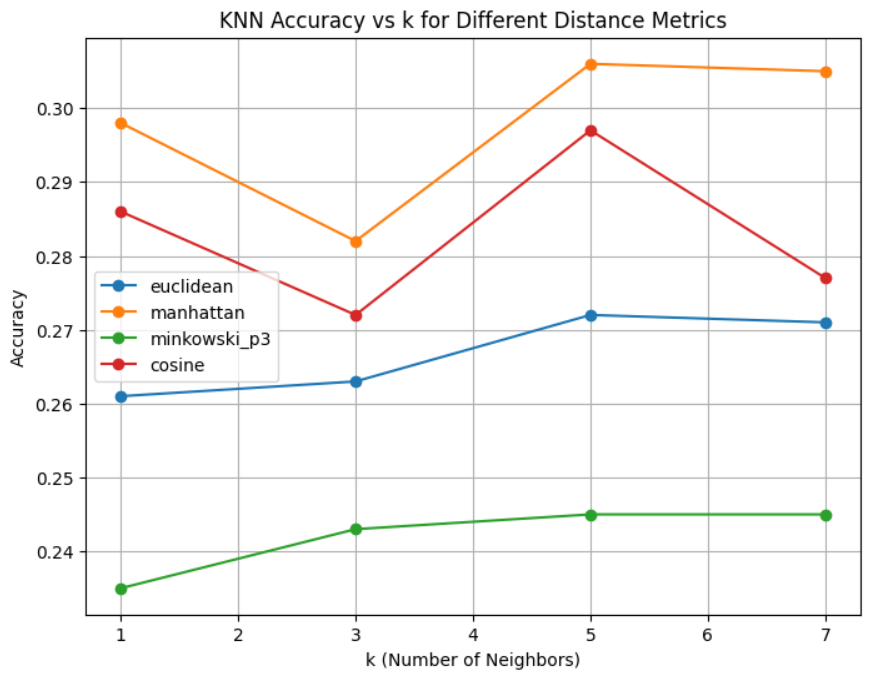 KNN Accuracy vs k for Different Distance Metrics
Accuracy
0.30
0.29
0.28
0.27
0.26
0.25
0.24
euclidean
manhattan
minkowski_p3
cosine
1 2 3 4 5 6 7
k (Number of Neighbors)